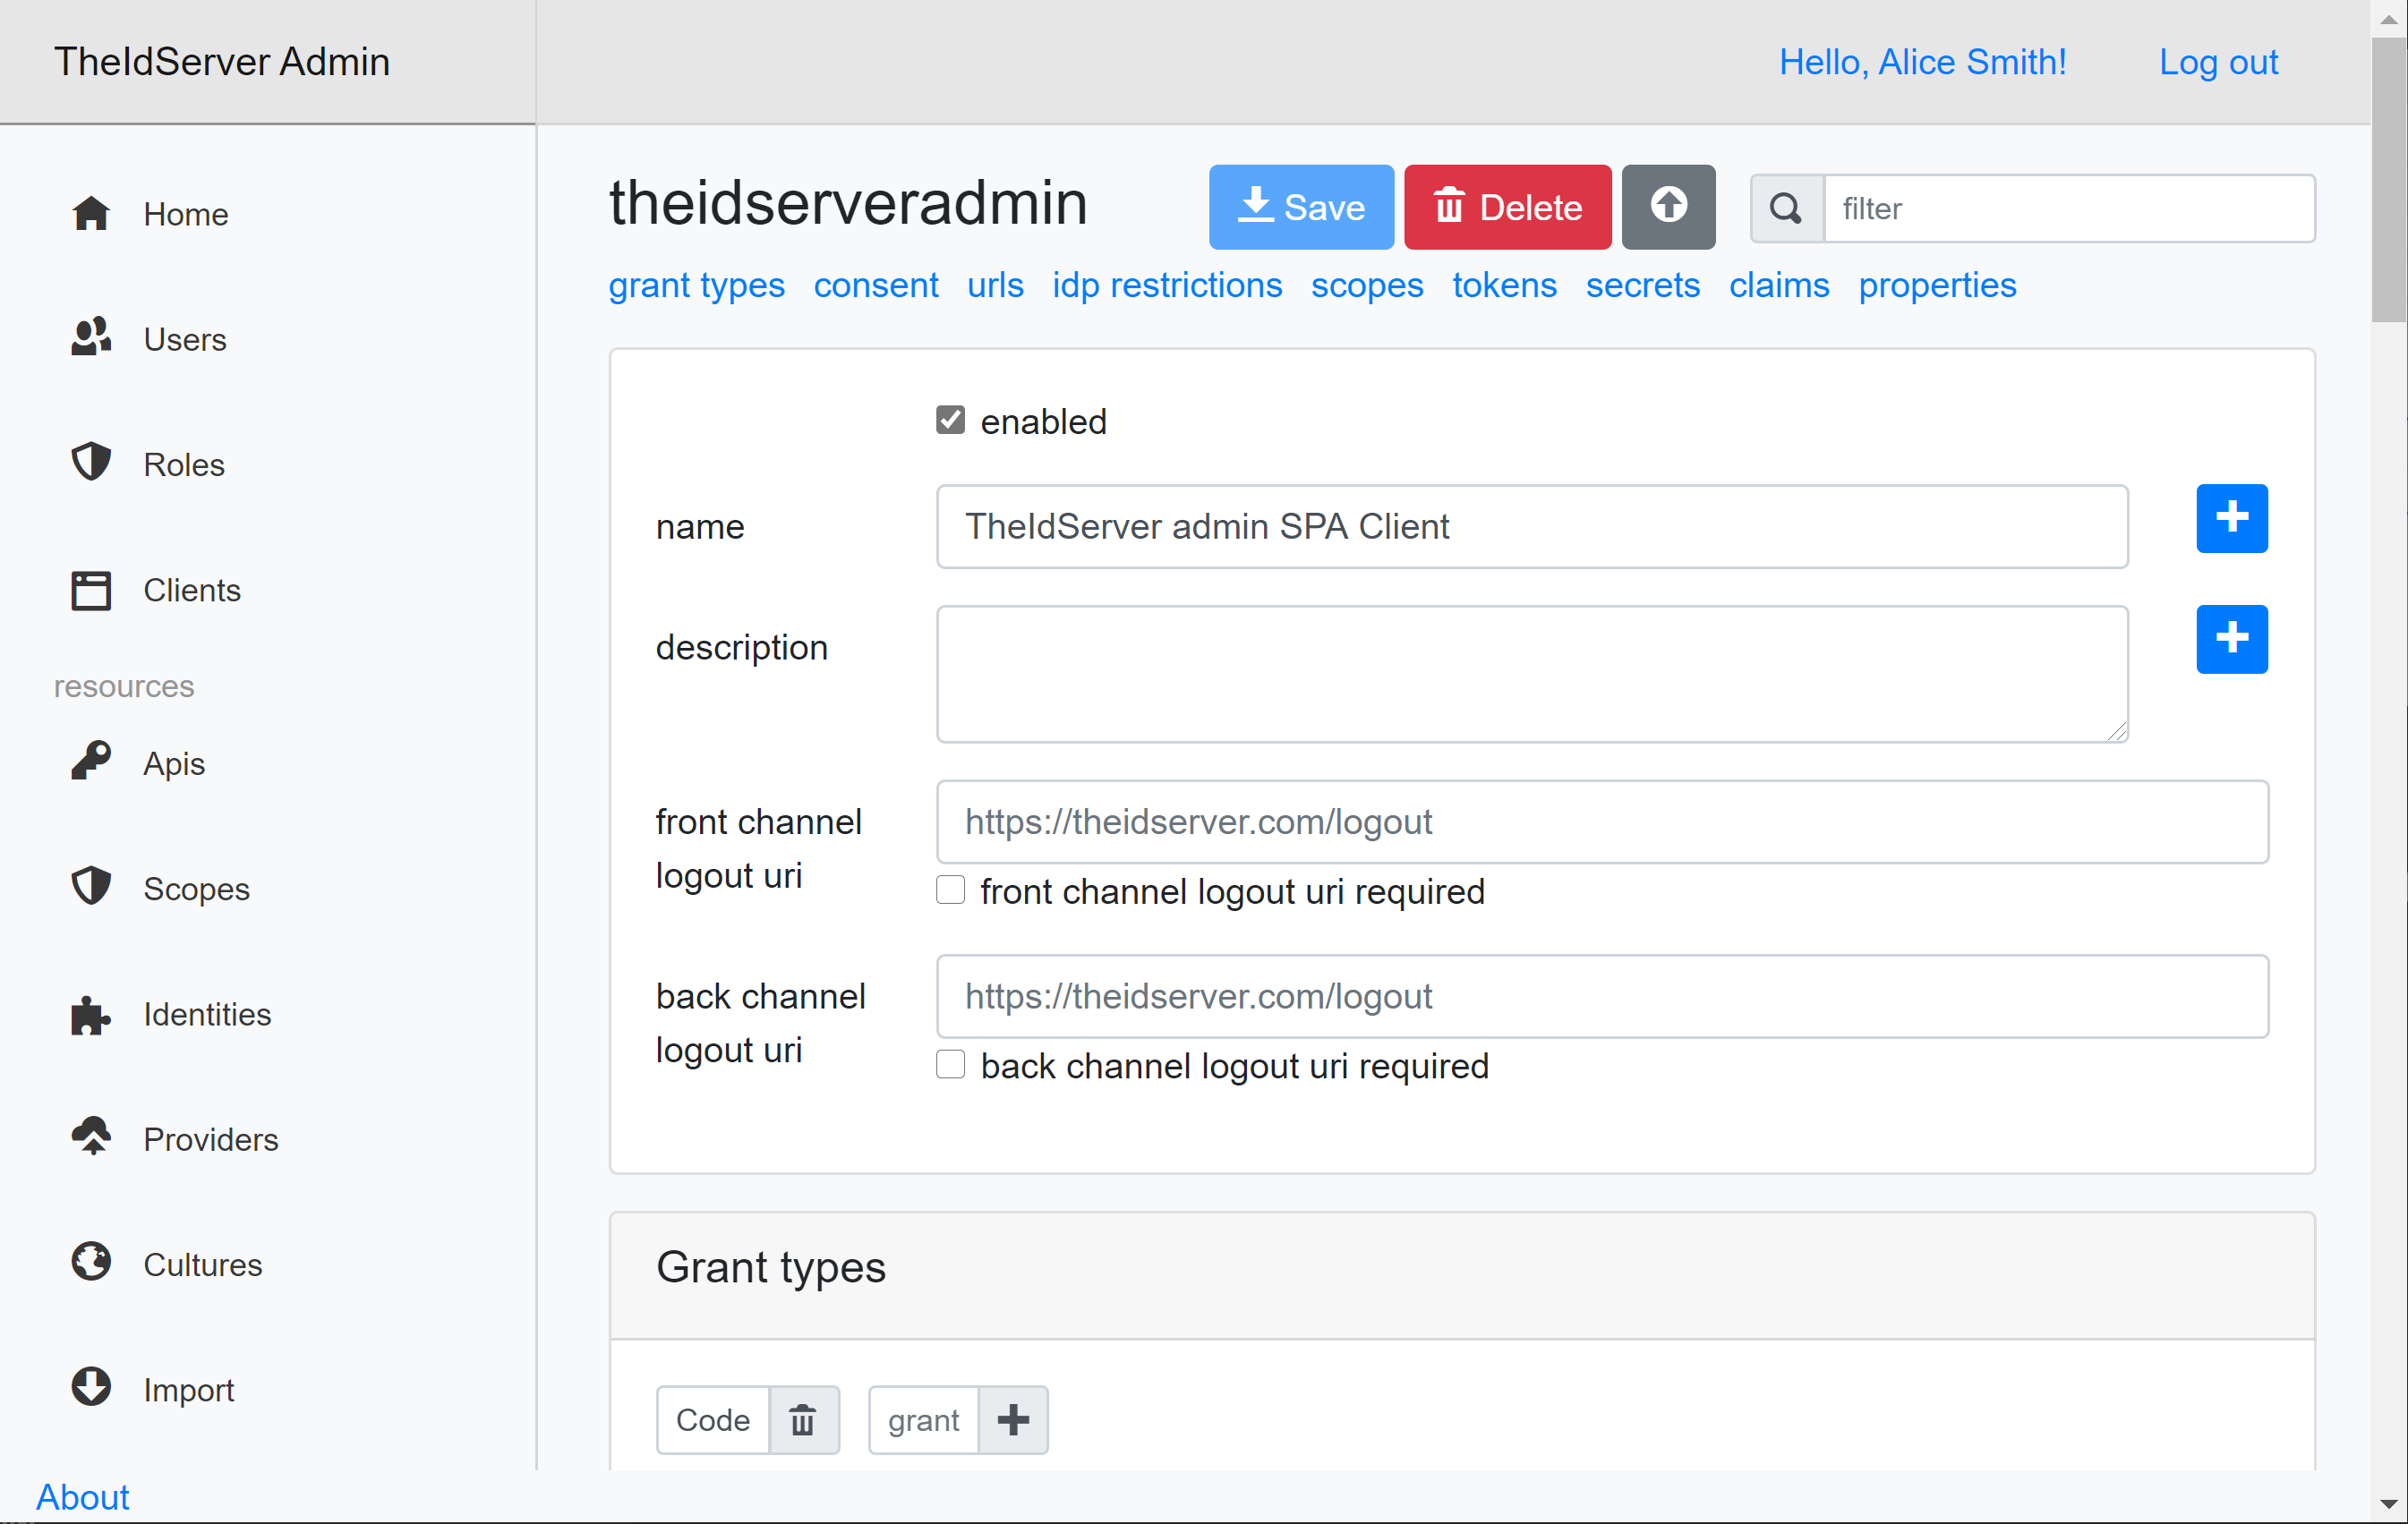 TheIdServer Admin
Hello, Alice Smith!
Log out
Home
Users
Roles
Clients
resources
Apis
Scopes
Identities
Providers
Cultures
Import
About
theidserveradmin
Save
Delete
filter
grant types consent urls idp restrictions scopes tokens secrets claims properties
enabled
name
TheIdServer admin SPA Client
description
front channel
logout uri
https://theidserver.com/logout
front channel logout uri required
back channel
logout uri
https://theidserver.com/logout
back channel logout uri required
Grant types
Code
grant